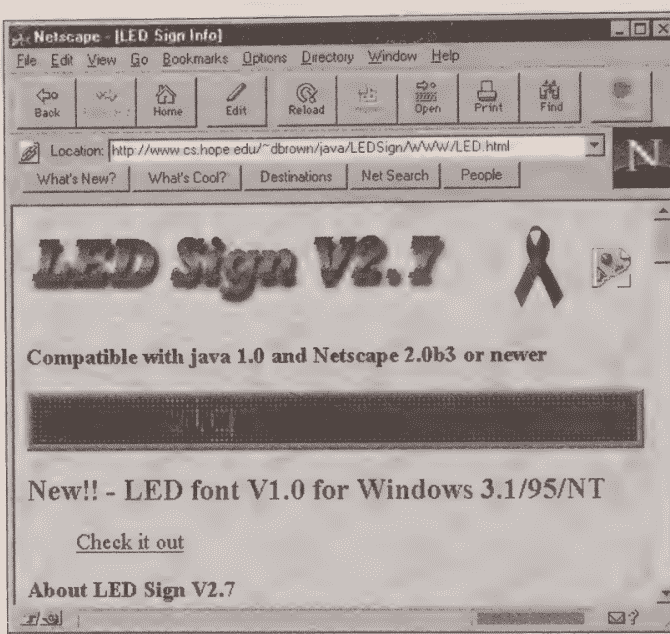 Netscape - [LED Sign Info]
File Edit View Go Bookmarks Options Directory Window Help
Back Home Edit Reload Open Print Find
Location: http://www.cs.hope.edu/~dbrown/java/LEDSign/WWW/LED.html
N
What's New? What's Cool? Destinations Net Search People
LED Sign V2.7
Compatible with java 1.0 and Netscape 2.0b3 or newer
New!! - LED font V1.0 for Windows 3.1/95/NT
Check it out
About LED Sign V2.7